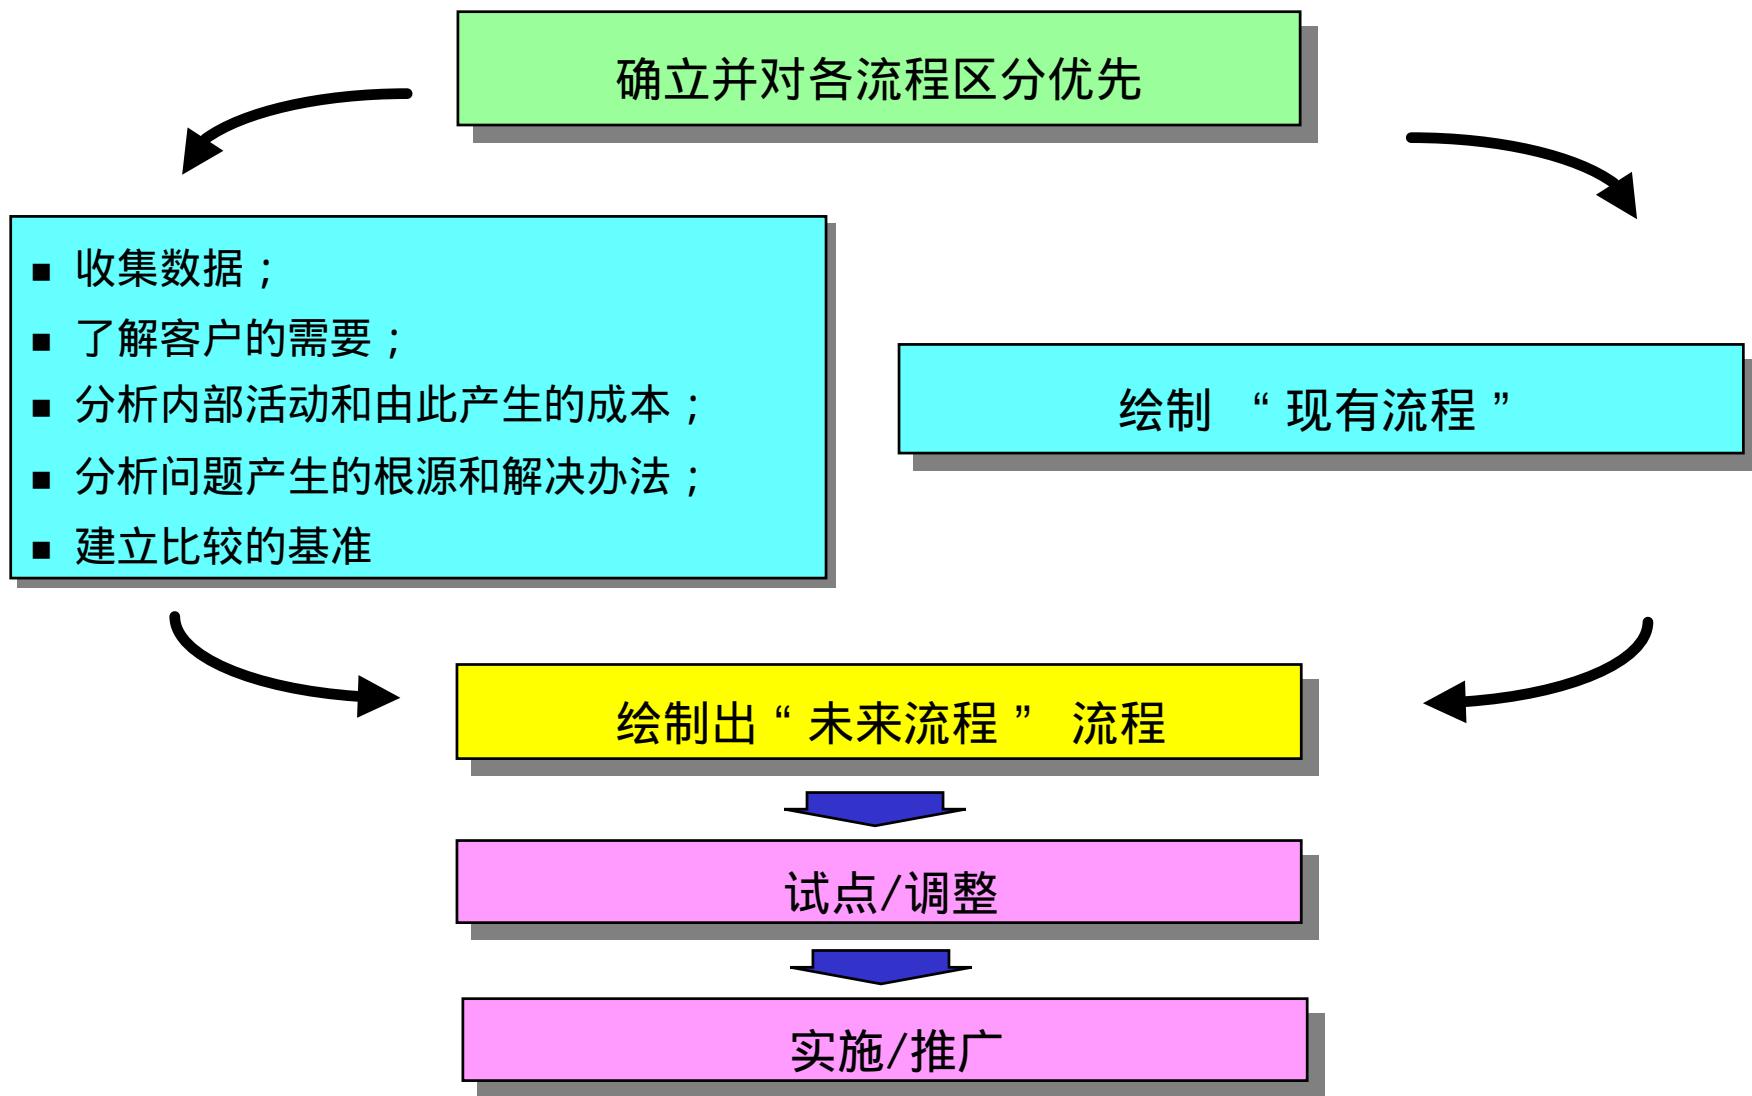 确立并对各流程区分优先
■ 收集数据；
■ 了解客户的需要；
■ 分析内部活动和由此产生的成本；
■ 分析问题产生的根源和解决办法；
■ 建立比较的基准
绘制 “现有流程”
绘制出“未来流程” 流程
试点/调整
实施/推广